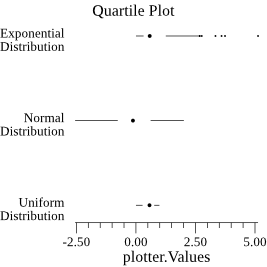 Quartile Plot
Exponential
Distribution
Normal
Distribution
Uniform
Distribution
-2.50 0.00 2.50 5.00
plotter.Values